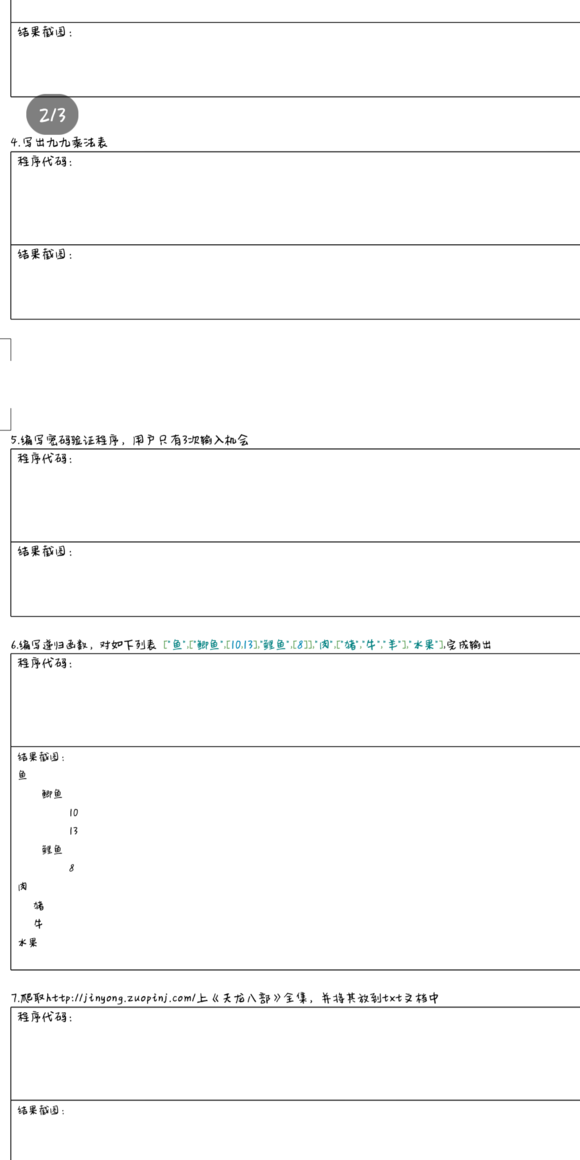 结果截图：
2/3
4.写出九九乘法表
程序代码：
结果截图：
5.编写密码验证程序，用户只有3次输入机会
程序代码：
结果截图：
6.编写递归函数，对如下列表 ["鱼",["鲫鱼",[10,13],"鲤鱼",[8]],"肉",["猪","牛","羊"],"水果"],完成输出
程序代码：
结果截图：
鱼
鲫鱼
10
13
鲤鱼
8
肉
猪
牛
水果
7.爬取http://jinyong.zuopinj.com/上《天龙八部》全集，并将其放到txt文档中
程序代码：
结果截图：